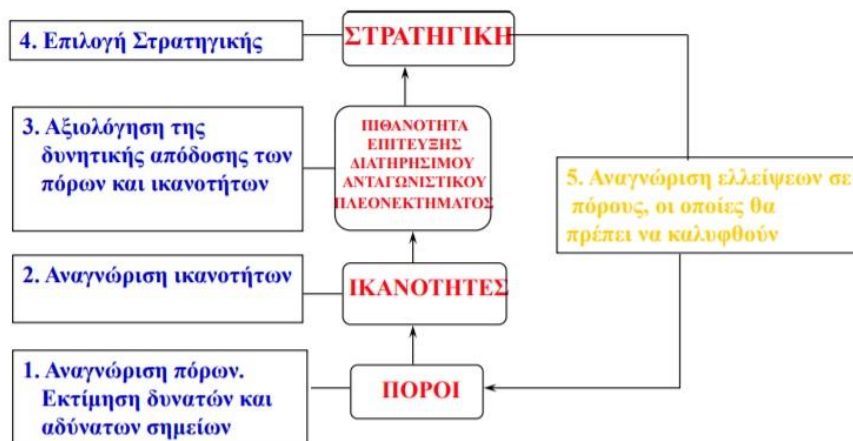 4. Επιλογή Στρατηγικής
ΣΤΡΑΤΗΓΙΚΗ
3. Αξιολόγηση της
δυνητικής απόδοσης των
πόρων και ικανοτήτων
ΠΙΘΑΝΟΤΗΤΑ
ΕΠΙΤΕΥΞΗΣ
ΔΙΑΤΗΡΗΣΙΜΟΥ
ΑΝΤΑΓΩΝΙΣΤΙΚΟΥ
ΠΛΕΟΝΕΚΤΗΜΑΤΟΣ
5. Αναγνώριση ελλείψεων σε
πόρους, οι οποίες θα
πρέπει να καλυφθούν
2. Αναγνώριση ικανοτήτων
ΙΚΑΝΟΤΗΤΕΣ
1. Αναγνώριση πόρων.
Εκτίμηση δυνατών και
αδύνατων σημείων
ΠΟΡΟΙ